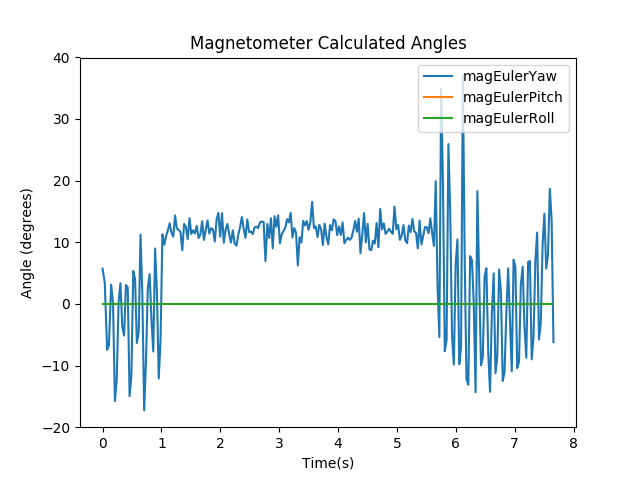 Magnetometer Calculated Angles
magEulerYaw
magEulerPitch
magEulerRoll
Angle (degrees)
40
30
20
10
0
−10
−20
0 1 2 3 4 5 6 7 8
Time(s)